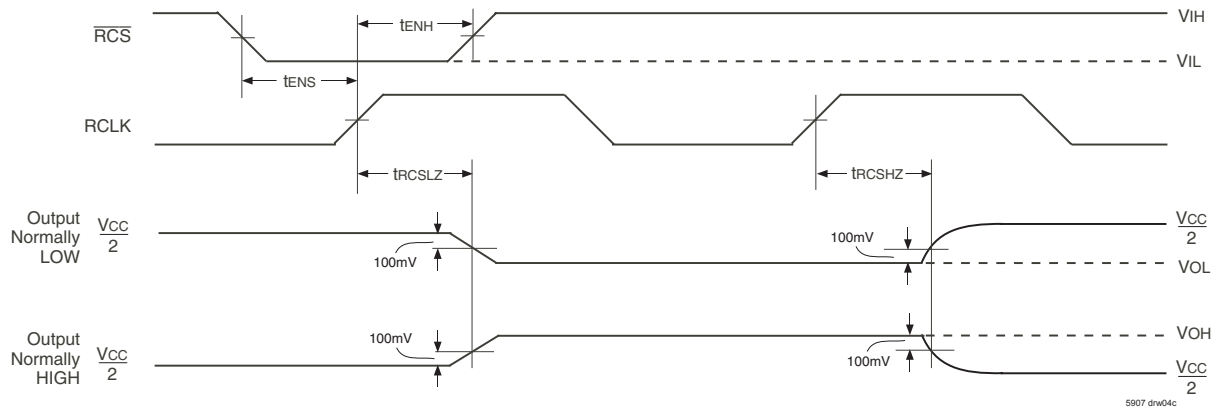 RCS
tENH
VIH
VIL
tENS
RCLK
tRCSLZ
tRCSHZ
Output
Normally
LOW
VCC
2
100mV
100mV
VCC
2
VOL
Output
Normally
HIGH
VCC
2
100mV
100mV
VOH
VCC
2
5907 drw04c